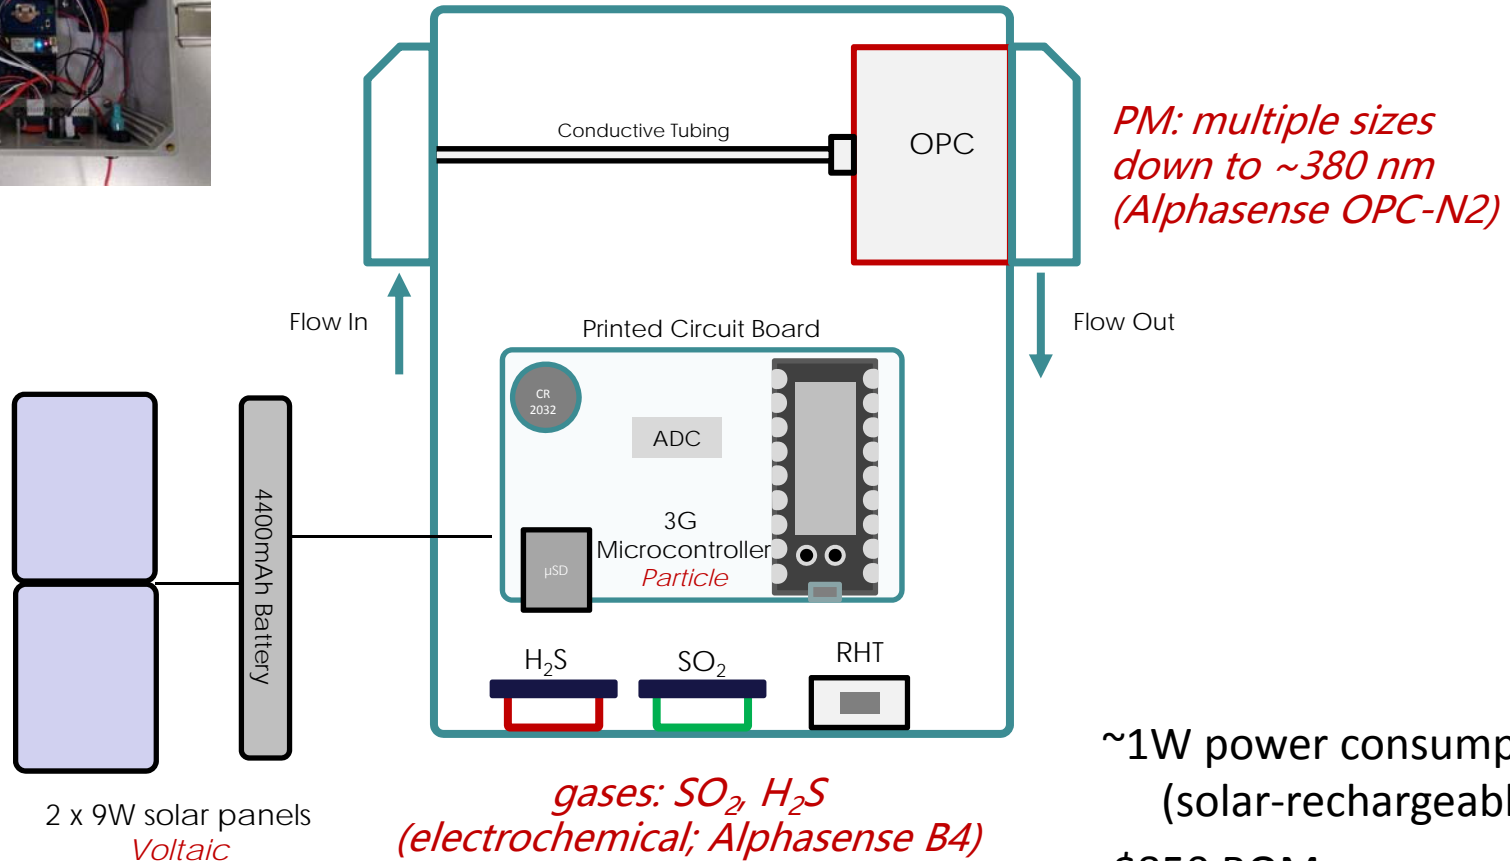 Conductive Tubing
OPC
PM: multiple sizes
down to ~380 nm
(Alphasense OPC-N2)
Flow In
Printed Circuit Board
Flow Out
CR
2032
ADC
4400mAh Battery
3G
Microcontroller
Particle
µSD
H₂S
SO₂
RHT
2 x 9W solar panels
Voltaic
gases: SO₂, H₂S
(electrochemical; Alphasense B4)
~1W power consump
(solar-rechargeabl